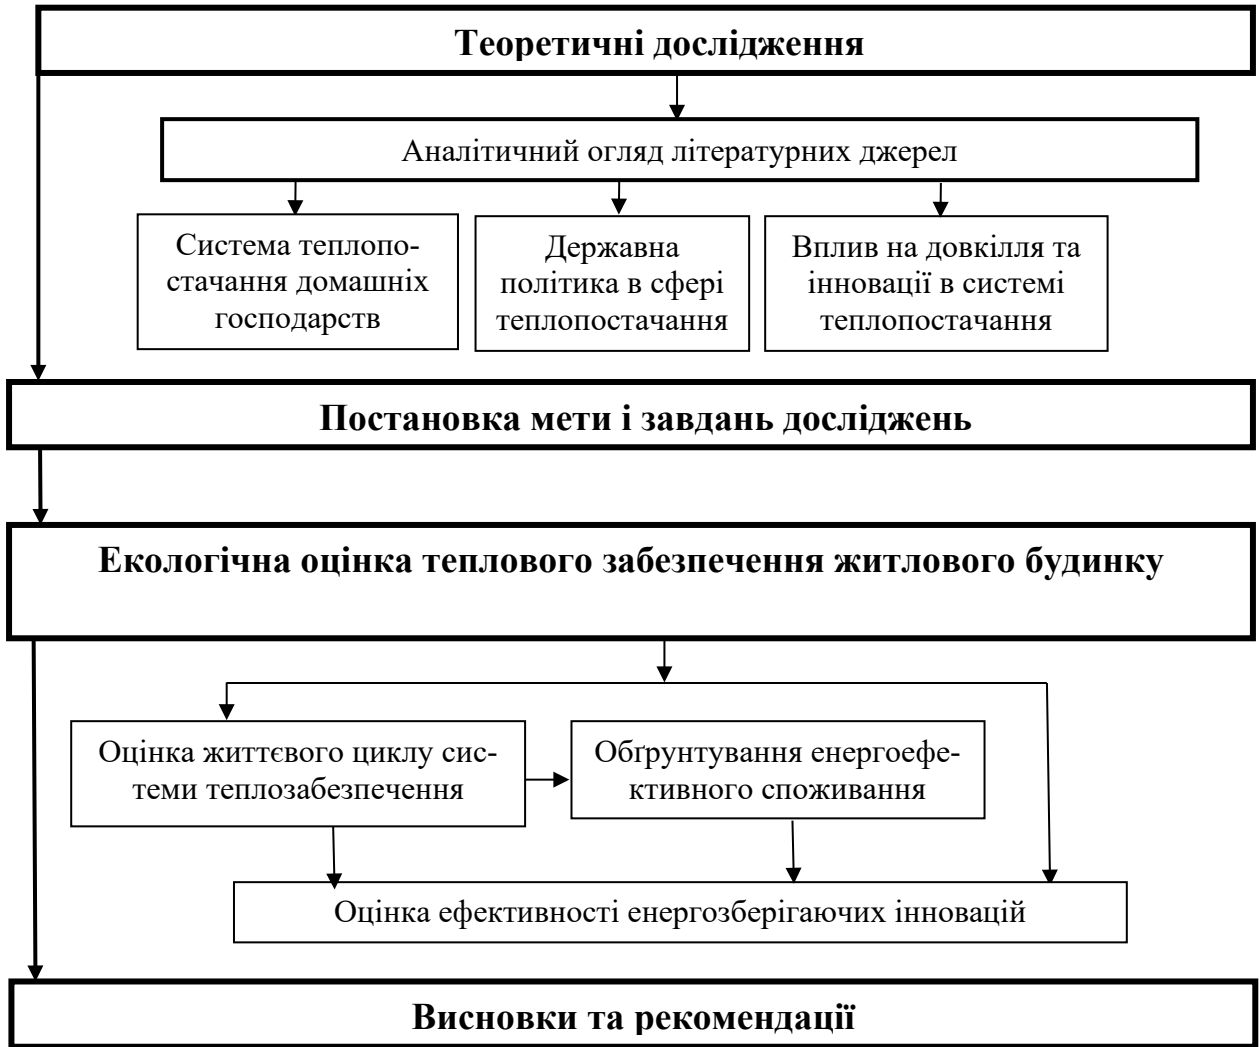 Теоретичні дослідження
Аналітичний огляд літературних джерел
Система теплопо-
стачання домашніх
господарств
Державна
політика в сфері
теплопостачання
Вплив на довкілля та
інновації в системі
теплопостачання
Постановка мети і завдань досліджень
Екологічна оцінка теплового забезпечення житлового будинку
Оцінка життєвого циклу сис-
теми теплозабезпечення
Обґрунтування енергоефе-
ктивного споживання
Оцінка ефективності енергозберігаючих інновацій
Висновки та рекомендації